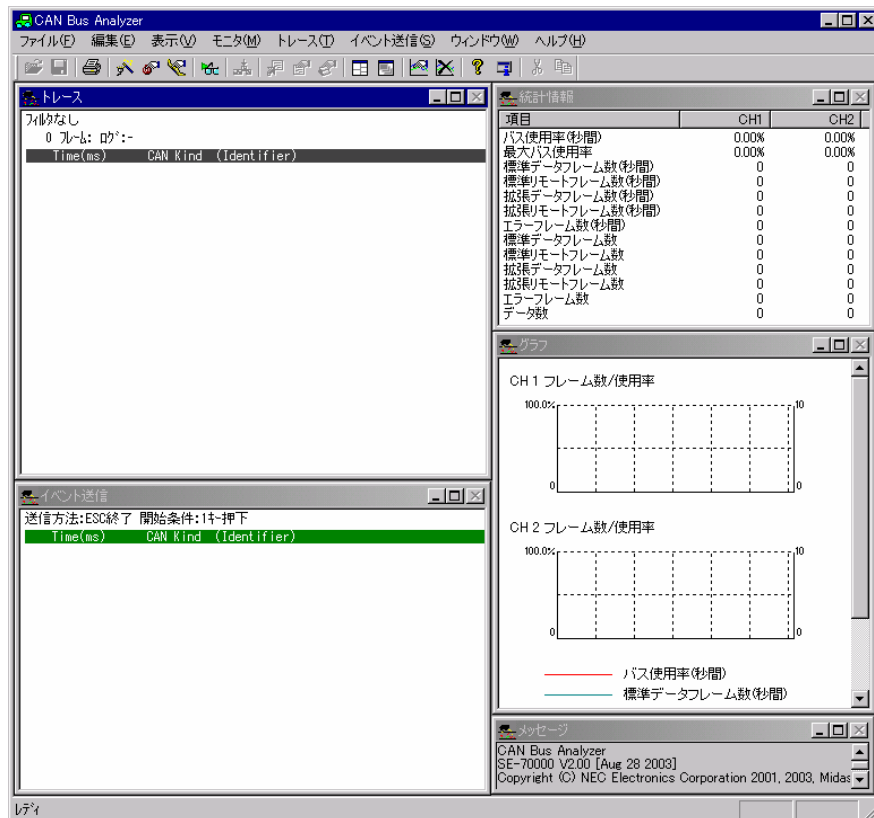 CAN Bus Analyzer
ファイル(F) 編集(E) 表示(V) モニタ(M) トレース(T) イベント送信(S) ウィンドウ(W) ヘルプ(H)
トレース
フィルタなし
0 フレーム: ログ:-
Time(ms) CAN Kind (Identifier)
統計情報
項目 CH1 CH2
バス使用率(秒間) 0.00% 0.00%
最大バス使用率 0.00% 0.00%
標準データフレーム数(秒間) 0 0
標準リモートフレーム数(秒間) 0 0
拡張データフレーム数(秒間) 0 0
拡張リモートフレーム数(秒間) 0 0
エラーフレーム数(秒間) 0 0
標準データフレーム数 0 0
標準リモートフレーム数 0 0
拡張データフレーム数 0 0
拡張リモートフレーム数 0 0
エラーフレーム数 0 0
データ数 0 0
グラフ
CH 1 フレーム数/使用率
100.0% 10
0 0
CH 2 フレーム数/使用率
100.0% 10
0 0
バス使用率(秒間)
標準データフレーム数(秒間)
イベント送信
送信方法:ESC終了 開始条件:1キー押下
Time(ms) CAN Kind (Identifier)
メッセージ
CAN Bus Analyzer
SE-70000 V2.00 [Aug 28 2003]
Copyright (C) NEC Electronics Corporation 2001, 2003, Midas
レディ